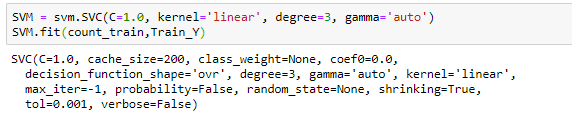 SVM = svm.SVC(C=1.0, kernel='linear', degree=3, gamma='auto')
SVM.fit(count_train,Train_Y)
SVC(C=1.0, cache_size=200, class_weight=None, coef0=0.0,
decision_function_shape='ovr', degree=3, gamma='auto', kernel='linear',
max_iter=-1, probability=False, random_state=None, shrinking=True,
tol=0.001, verbose=False)